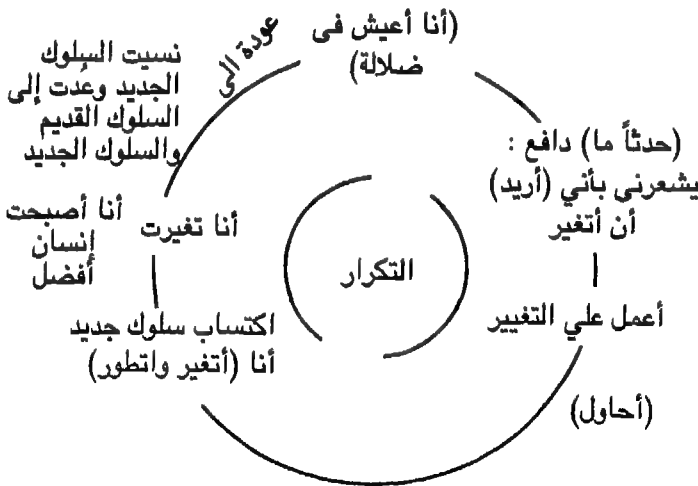 (أنا أعيش فى
ضلالة)
(حدثاً ما) دافع :
يشعرني بأني (أريد)
أن أتغير
أعمل علي التغيير
(أحاول)
اكتساب سلوك جديد
أنا (أتغير واتطور)
أنا تغيرت
أنا أصبحت
إنسان
أفضل
نسيت السلوك
الجديد وعُدت إلى
السلوك القديم
والسلوك الجديد
عودة الى
التكرار